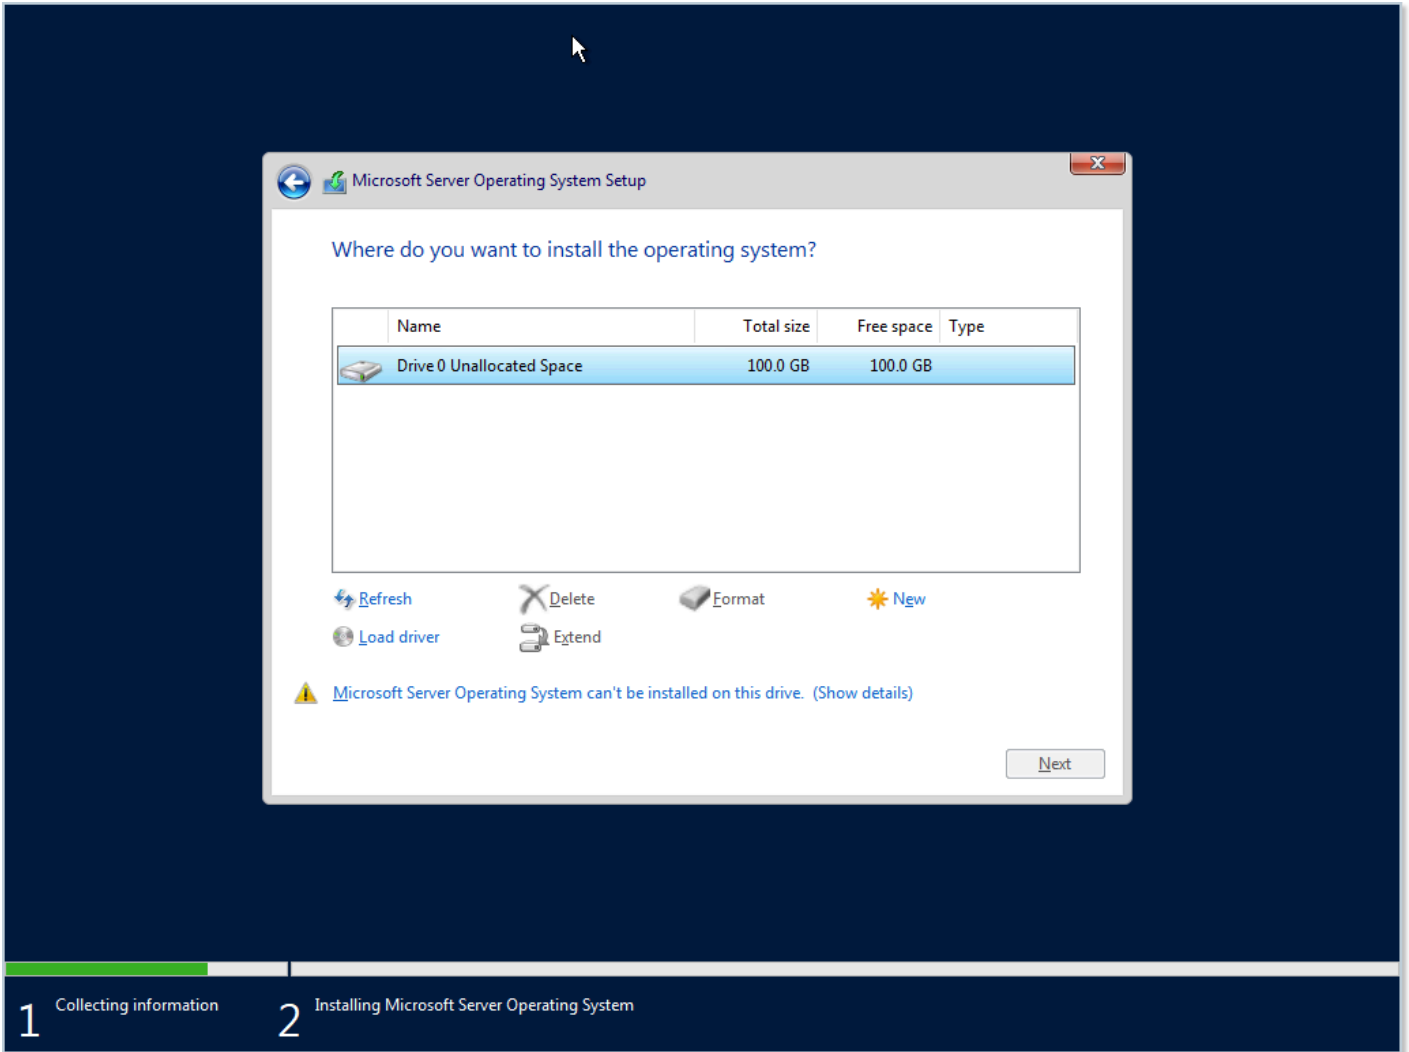 Microsoft Server Operating System Setup
X
Where do you want to install the operating system?
Name Total size Free space Type
Drive 0 Unallocated Space 100.0 GB 100.0 GB
Refresh Delete Format New
Load driver Extend
Microsoft Server Operating System can't be installed on this drive. (Show details)
Next
1 Collecting information 2 Installing Microsoft Server Operating System